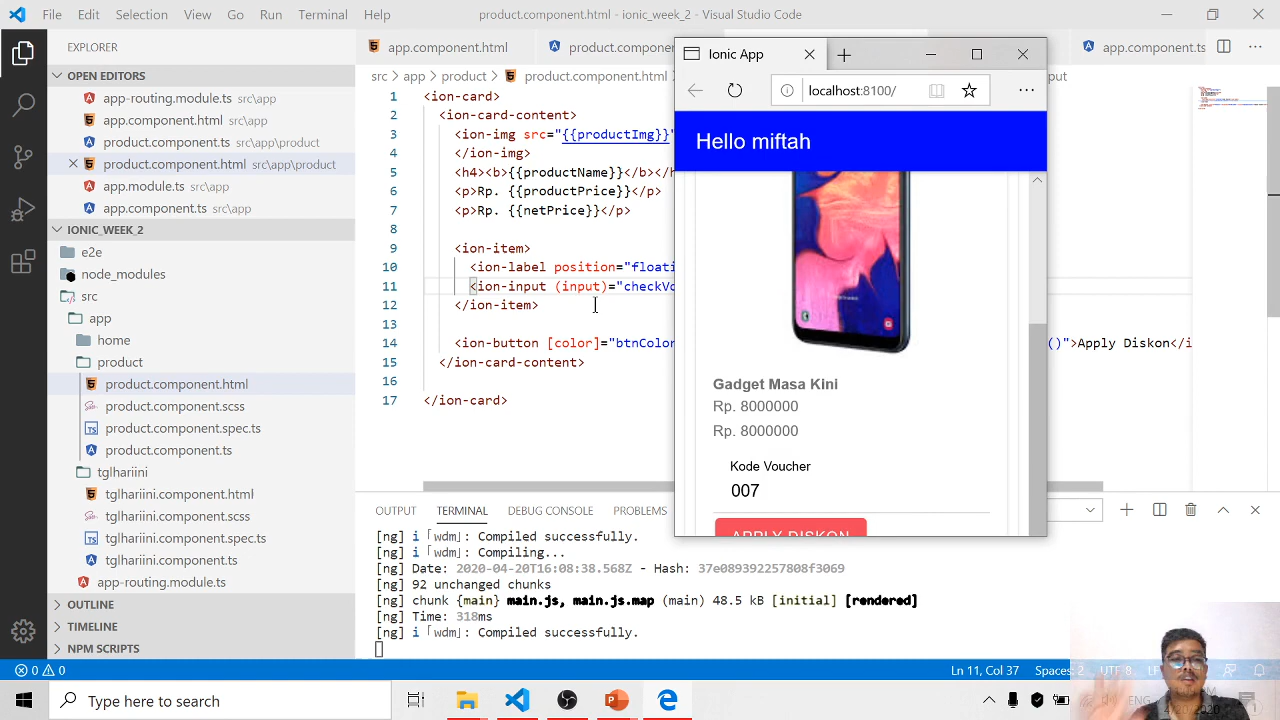 File Edit Selection View Go Run Terminal Help product.component.html - ionic_week_2 - Visual Studio Code
EXPLORER
OPEN EDITORS
app-routing.module.ts src\app
app.component.html src\app
product.component.ts src\app\product
product.component.html src\app\product
app.module.ts src\app
app.component.ts src\app
IONIC_WEEK_2
e2e
node_modules
src
app
home
product
product.component.html
product.component.scss
product.component.spec.ts
product.component.ts
tglhariini
tglhariini.component.html
tglhariini.component.scss
tglhariini.component.spec.ts
tglhariini.component.ts
app-routing.module.ts
OUTLINE
TIMELINE
NPM SCRIPTS
app.component.html product.compone app.component.ts
src > app > product > product.component.html > put
1 <ion-card>
2 <ion-card-content>
3 <ion-img src="{{productImg}}"
4 </ion-img>
5 <h4><b>{{productName}}</b></h
6 <p>Rp. {{productPrice}}</p>
7 <p>Rp. {{netPrice}}</p>
8
9 <ion-item>
10 <ion-label position="floati
11 <ion-input (input)="checkVo
12 </ion-item>
13
14 <ion-button [color]="btnColor ()">Apply Diskon</i
15 </ion-card-content>
16
17 </ion-card>
Ionic App
localhost:8100/
Hello miftah
Gadget Masa Kini
Rp. 8000000
Rp. 8000000
Kode Voucher
007
APPLY DISKON
OUTPUT TERMINAL DEBUG CONSOLE PROBLEMS
[ng] i ｢wdm｣: Compiled successfully.
[ng] i ｢wdm｣: Compiling...
[ng] Date: 2020-04-20T16:08:38.568Z - Hash: 37e089392257808f3069
[ng] 92 unchanged chunks
[ng] chunk {main} main.js, main.js.map (main) 48.5 kB [initial] [rendered]
[ng] Time: 318ms
[ng] i ｢wdm｣: Compiled successfully.
0 0 Ln 11, Col 37 Spaces: 2 UTF-8
Type here to search
ENG